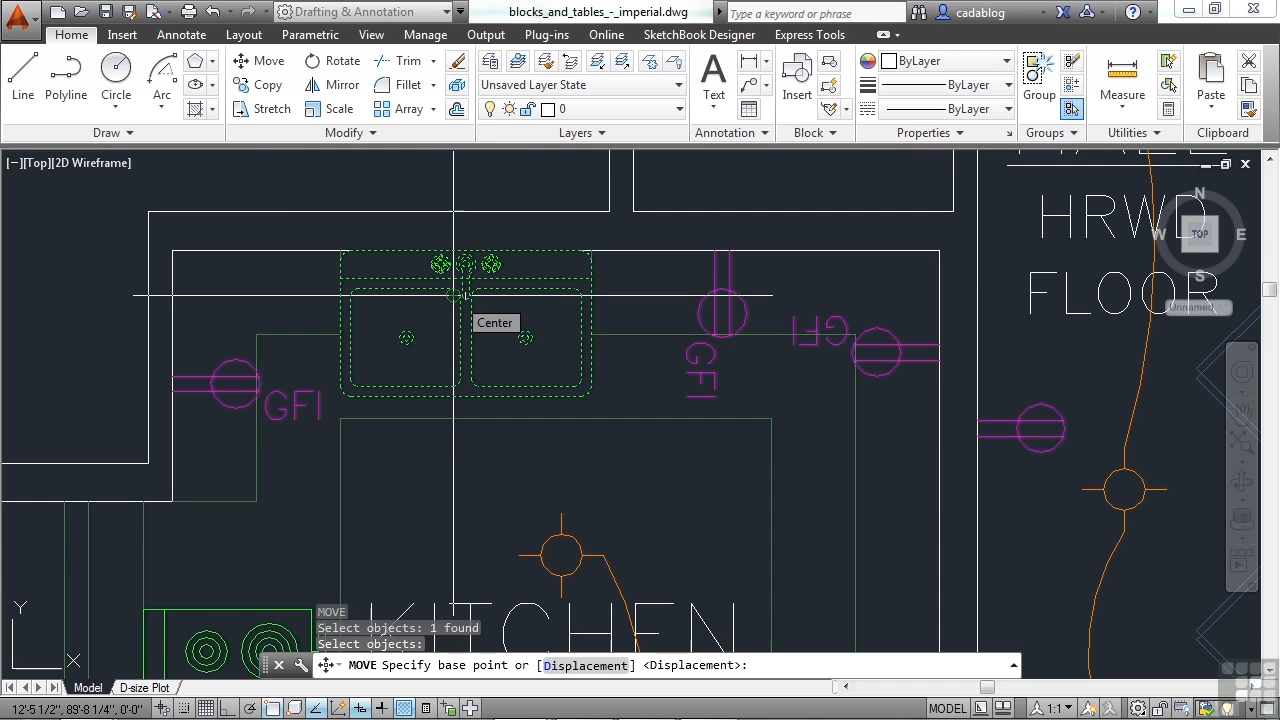 Drafting & Annotation
blocks_and_tables_-_imperial.dwg
Type a keyword or phrase
cadablog
Home Insert Annotate Layout Parametric View Manage Output Plug-ins Online SketchBook Designer Express Tools
Line Polyline Circle Arc
Move Rotate Trim
Copy Mirror Fillet
Stretch Scale Array
Unsaved Layer State
0
Text
Insert
ByLayer
ByLayer
ByLayer
Group
Measure
Paste
Draw Modify Layers Annotation Block Properties Groups Utilities Clipboard
[−][Top][2D Wireframe]
HRWD
FLOOR
N
W TOP E
S
Unnamed
Center
GFI
GFI
GFI
KITCHEN
Y
X
MOVE
Select objects: 1 found
Select objects:
MOVE Specify base point or [Displacement] <Displacement>:
Model D-size Plot
12'-5 1/2", 89'-8 1/4", 0'-0"
MODEL
1:1